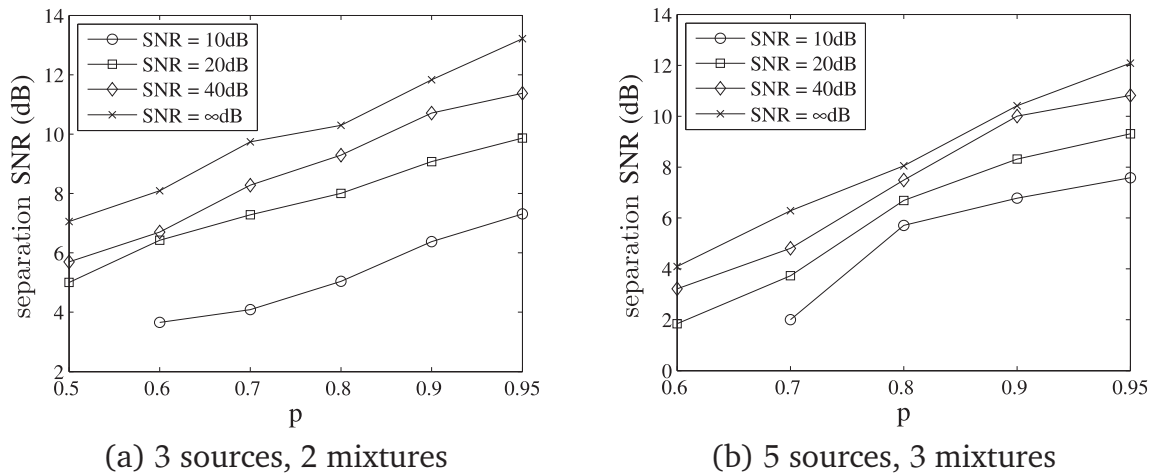 14
12
10
8
6
4
2
0.5 0.6 0.7 0.8 0.9 0.95
p
separation SNR (dB)
SNR = 10dB
SNR = 20dB
SNR = 40dB
SNR = ∞dB
(a) 3 sources, 2 mixtures
14
12
10
8
6
4
2
0
0.6 0.7 0.8 0.9 0.95
p
separation SNR (dB)
SNR = 10dB
SNR = 20dB
SNR = 40dB
SNR = ∞dB
(b) 5 sources, 3 mixtures